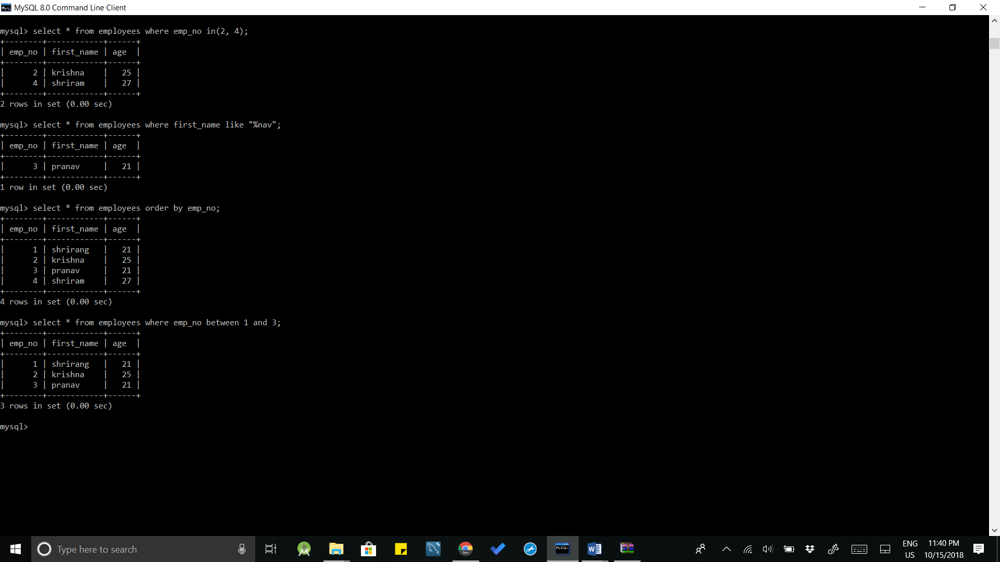 MySQL 8.0 Command Line Client
mysql> select * from employees where emp_no in(2, 4);
+--------+------------+------+
| emp_no | first_name | age  |
+--------+------------+------+
|      2 | krishna    |   25 |
|      4 | shriram    |   27 |
+--------+------------+------+
2 rows in set (0.00 sec)
mysql> select * from employees where first_name like "%nav";
+--------+------------+------+
| emp_no | first_name | age  |
+--------+------------+------+
|      3 | pranav     |   21 |
+--------+------------+------+
1 row in set (0.00 sec)
mysql> select * from employees order by emp_no;
+--------+------------+------+
| emp_no | first_name | age  |
+--------+------------+------+
|      1 | shrirang   |   21 |
|      2 | krishna    |   25 |
|      3 | pranav     |   21 |
|      4 | shriram    |   27 |
+--------+------------+------+
4 rows in set (0.00 sec)
mysql> select * from employees where emp_no between 1 and 3;
+--------+------------+------+
| emp_no | first_name | age  |
+--------+------------+------+
|      1 | shrirang   |   21 |
|      2 | krishna    |   25 |
|      3 | pranav     |   21 |
+--------+------------+------+
3 rows in set (0.00 sec)
mysql>
Type here to search
ENG
US
11:40 PM
10/15/2018